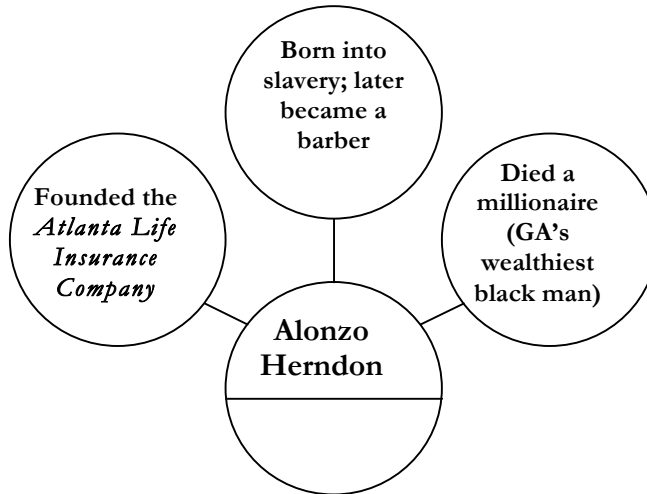 Born into
slavery; later
became a
barber
Founded the
Atlanta Life
Insurance
Company
Died a
millionaire
(GA's
wealthiest
black man)
Alonzo
Herndon